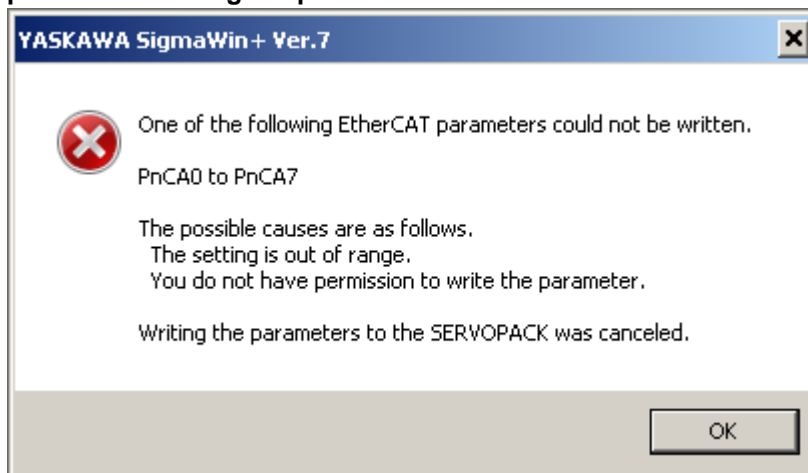 YASKAWA SigmaWin+ Ver.7
One of the following EtherCAT parameters could not be written.
PnCA0 to PnCA7
The possible causes are as follows.
The setting is out of range.
You do not have permission to write the parameter.
Writing the parameters to the SERVOPACK was canceled.
OK